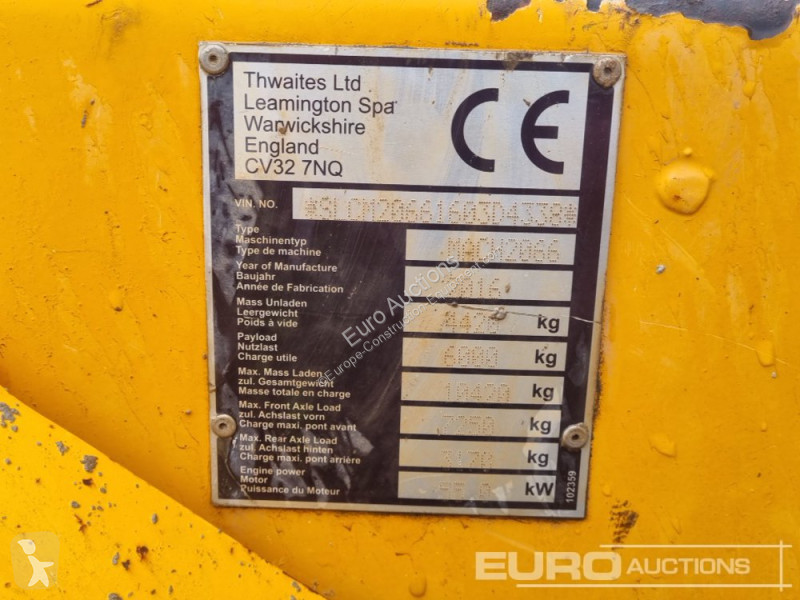 Thwaites Ltd
Leamington Spa
Warwickshire
England
CV32 7NQ
CE
VIN. NO.
Type
Maschinentyp
Type de machine
Year of Manufacture
Baujahr
2016
Année de Fabrication
Mass Unladen
Leergewicht
kg
Poids à vide
Payload
Nutzlast
6000 kg
Charge utile
Max. Mass Laden
zul. Gesamtgewicht
kg
Masse totale en charge
Max. Front Axle Load
zul. Achslast vorn
7250 kg
Charge maxi. pont avant
Max. Rear Axle Load
zul. Achslast hinten
kg
Charge maxi. pont arrière
Engine power
Motor
kW
Puissance du Moteur
102359
Euro Auctions
EURO AUCTIONS